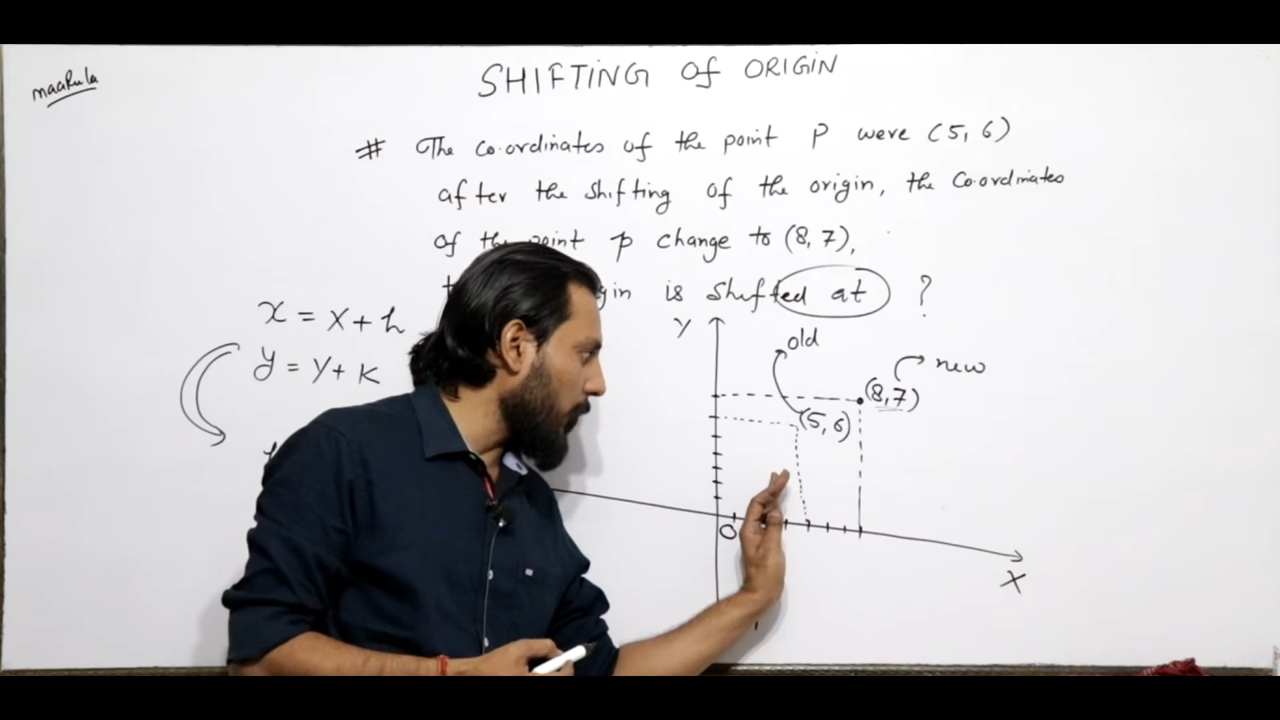 maaRula
SHIFTING Of ORIGIN
# The co.ordinates of the point P were (5, 6)
after the shifting of the origin, the co.ordinates
of the point p change to (8, 7),
is shifted at ?
x = X + h
y = Y + K
Y
old
new
(8, 7)
(5, 6)
O
X